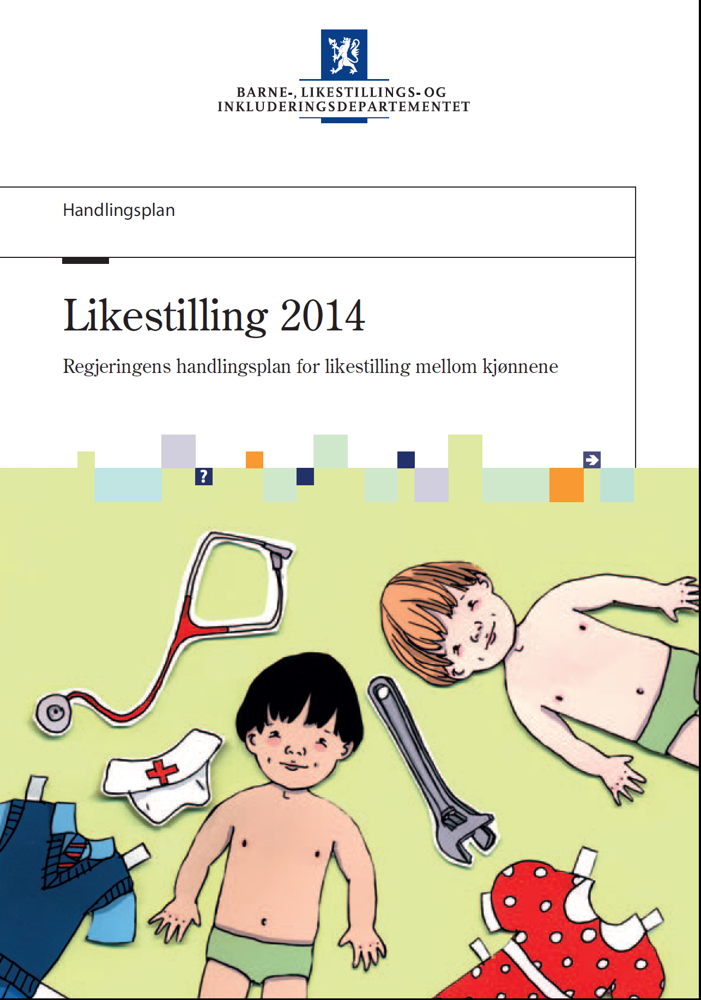 BARNE-, LIKESTILLINGS- OG
INKLUDERINGSDEPARTEMENTET
Handlingsplan
Likestilling 2014
Regjeringens handlingsplan for likestilling mellom kjønnene
?